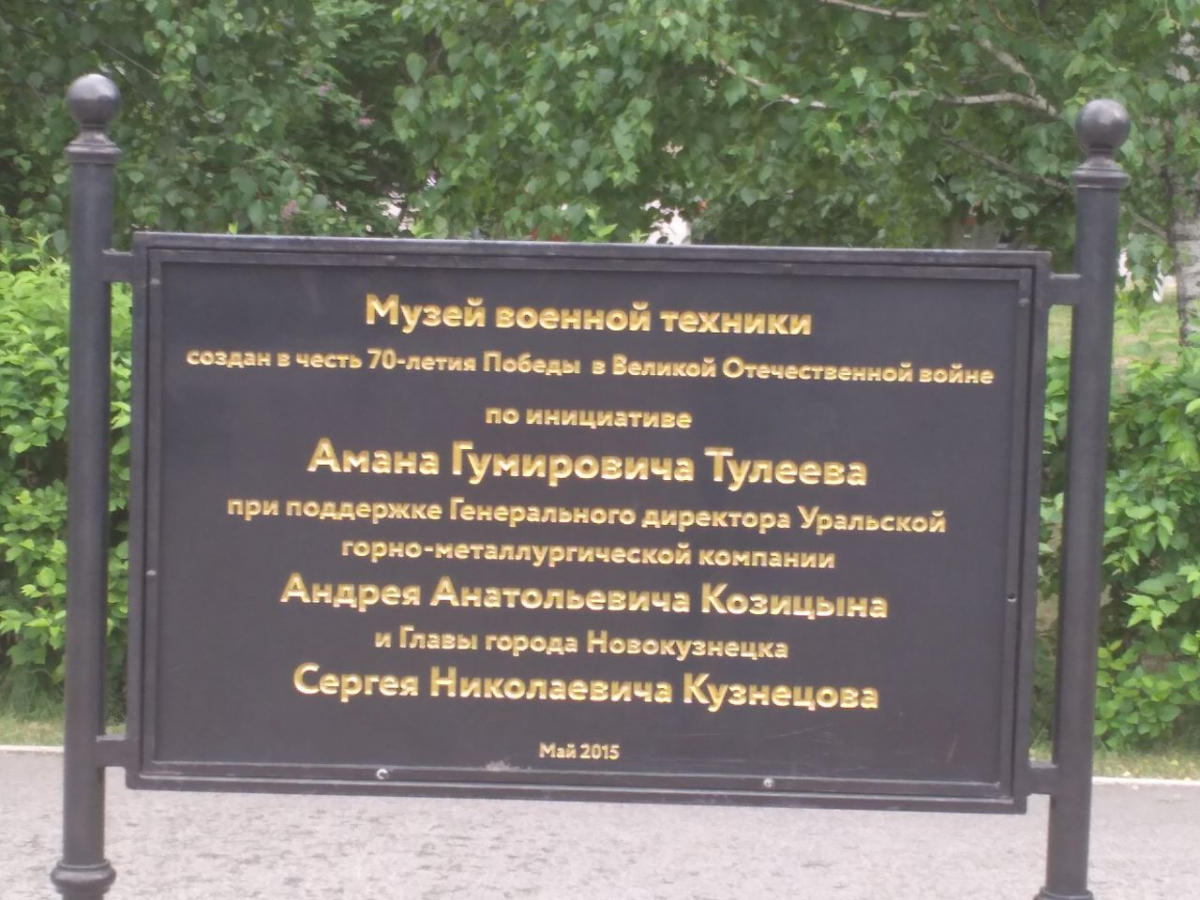 Музей военной техники
создан в честь 70-летия Победы в Великой Отечественной войне
по инициативе
Амана Гумировича Тулеева
при поддержке Генерального директора Уральской
горно-металлургической компании
Андрея Анатольевича Козицына
и Главы города Новокузнецка
Сергея Николаевича Кузнецова
Май 2015